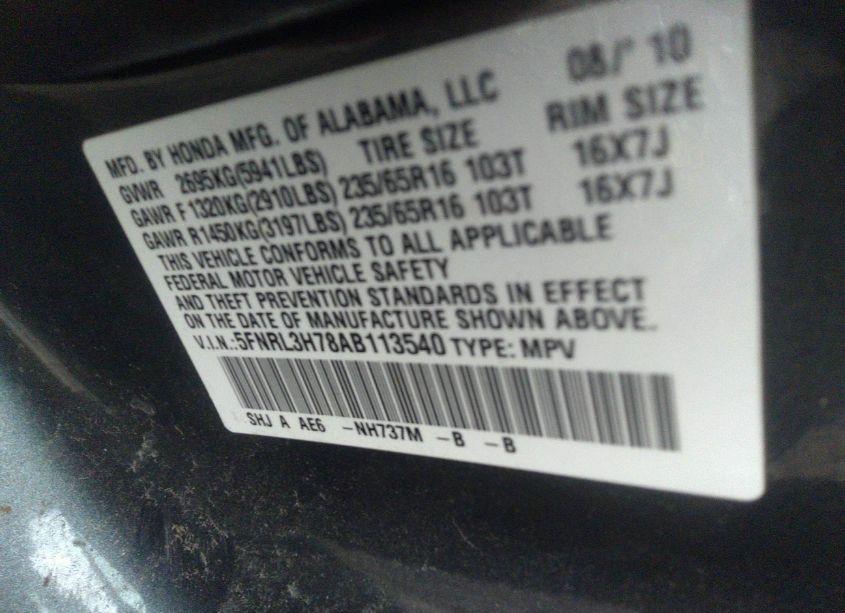 08/ 10
MFD. BY HONDA MFG. OF ALABAMA, LLC
TIRE SIZE RIM SIZE
GVWR 2695KG(5941LBS)
GAWR F 1320KG(2910LBS) 235/65R16 103T 16X7J
GAWR R 1450KG(3197LBS) 235/65R16 103T 16X7J
THIS VEHICLE CONFORMS TO ALL APPLICABLE
FEDERAL MOTOR VEHICLE SAFETY
AND THEFT PREVENTION STANDARDS IN EFFECT
ON THE DATE OF MANUFACTURE SHOWN ABOVE.
V.I.N.:5FNRL3H78AB113540 TYPE: MPV
SHJ A AE6 -NH737M -B -B